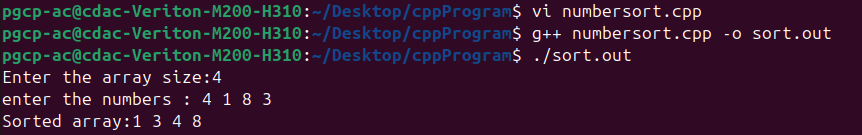 pgcp-ac@cdac-Veriton-M200-H310:~/Desktop/cppProgram$ vi numbersort.cpp
pgcp-ac@cdac-Veriton-M200-H310:~/Desktop/cppProgram$ g++ numbersort.cpp -o sort.out
pgcp-ac@cdac-Veriton-M200-H310:~/Desktop/cppProgram$ ./sort.out
Enter the array size:4
enter the numbers : 4 1 8 3
Sorted array:1 3 4 8